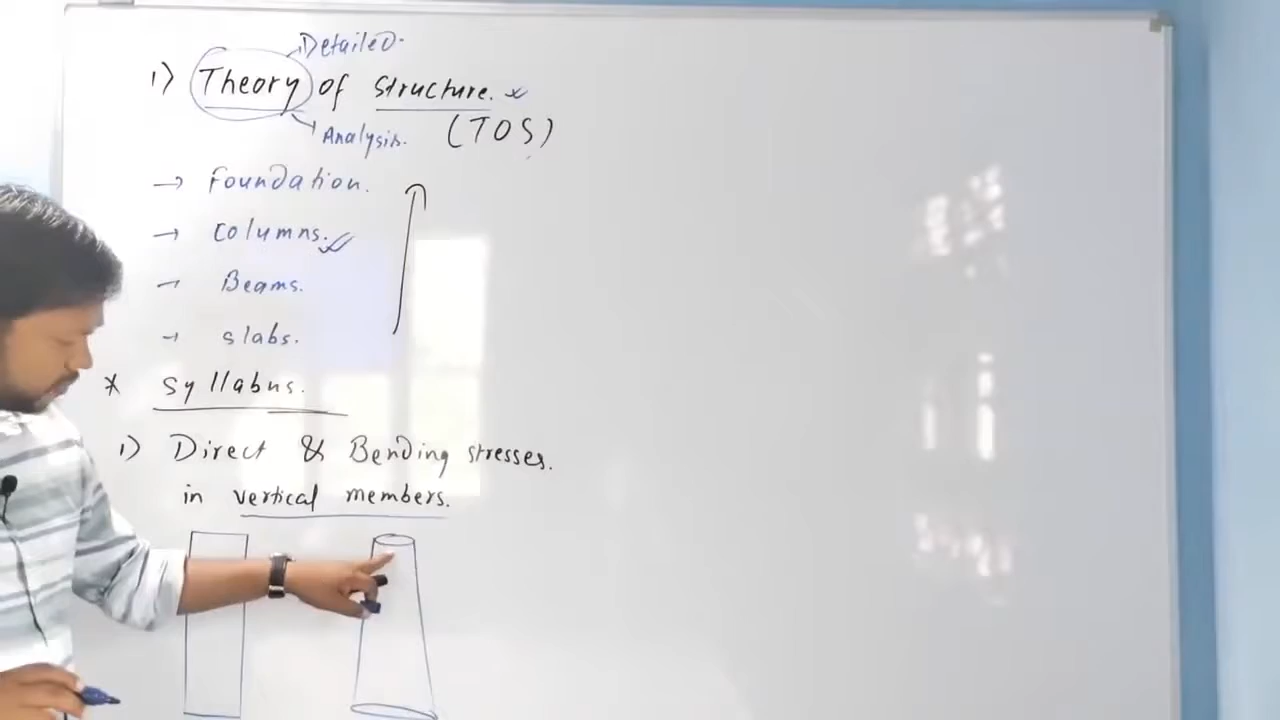 Detailed.
1) Theory of structure.
Analysis. (TOS)
→ Foundation.
→ Columns.
→ Beams.
→ slabs.
* Syllabus.
1) Direct & Bending stresses.
in vertical members.